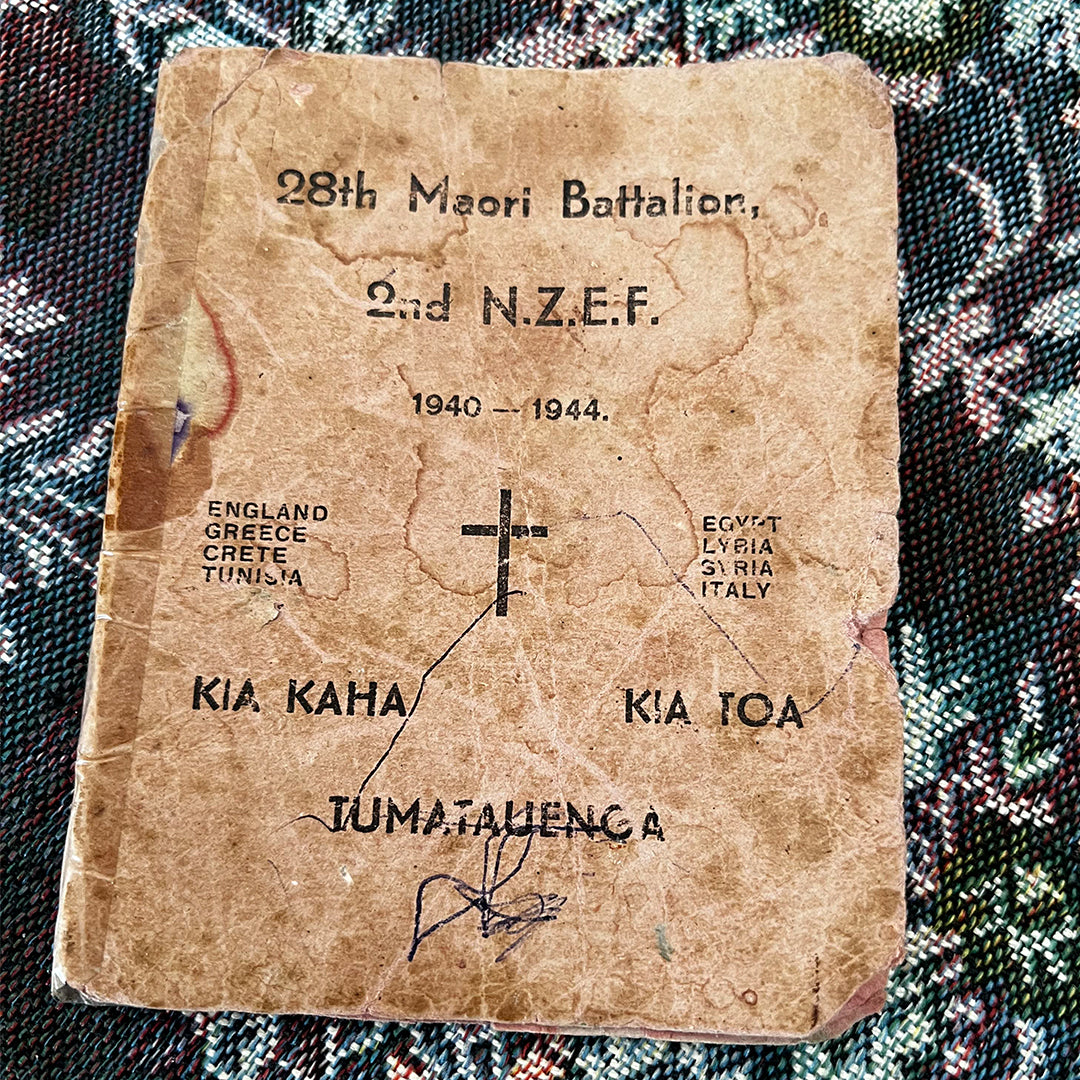 28th Maori Battalion,
2nd N.Z.E.F.
1940 — 1944.
ENGLAND
GREECE
CRETE
TUNISIA
EGYPT
LYBIA
SYRIA
ITALY
KIA KAHA
KIA TOA
TUMATAUENGA